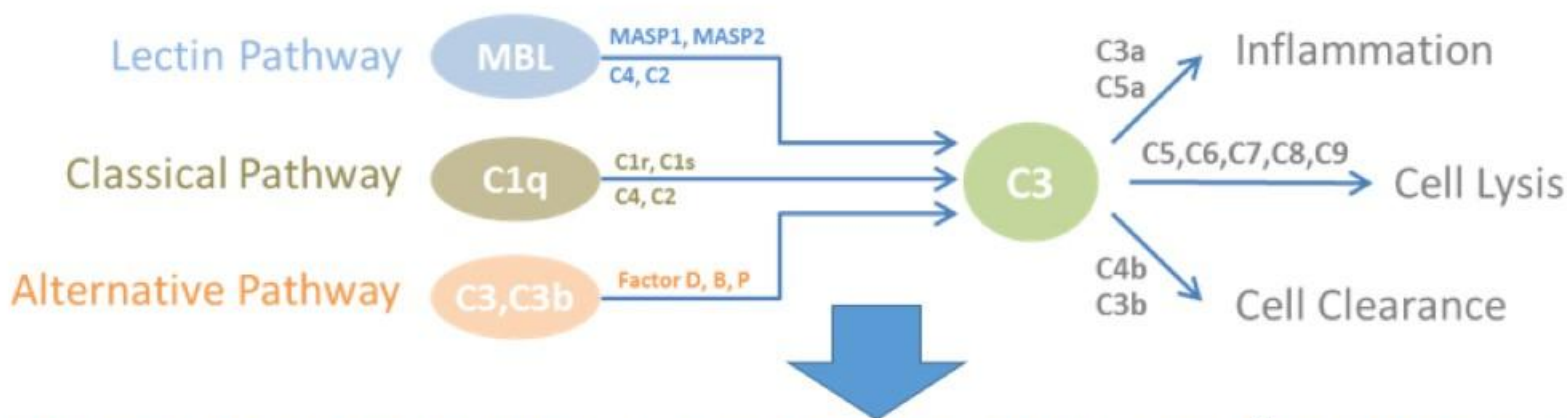 Lectin Pathway
MBL
MASP1, MASP2
C4, C2
Classical Pathway
C1q
C1r, C1s
C4, C2
Alternative Pathway
C3,C3b
Factor D, B, P
C3
C3a
C5a
Inflammation
C5,C6,C7,C8,C9
Cell Lysis
C4b
C3b
Cell Clearance